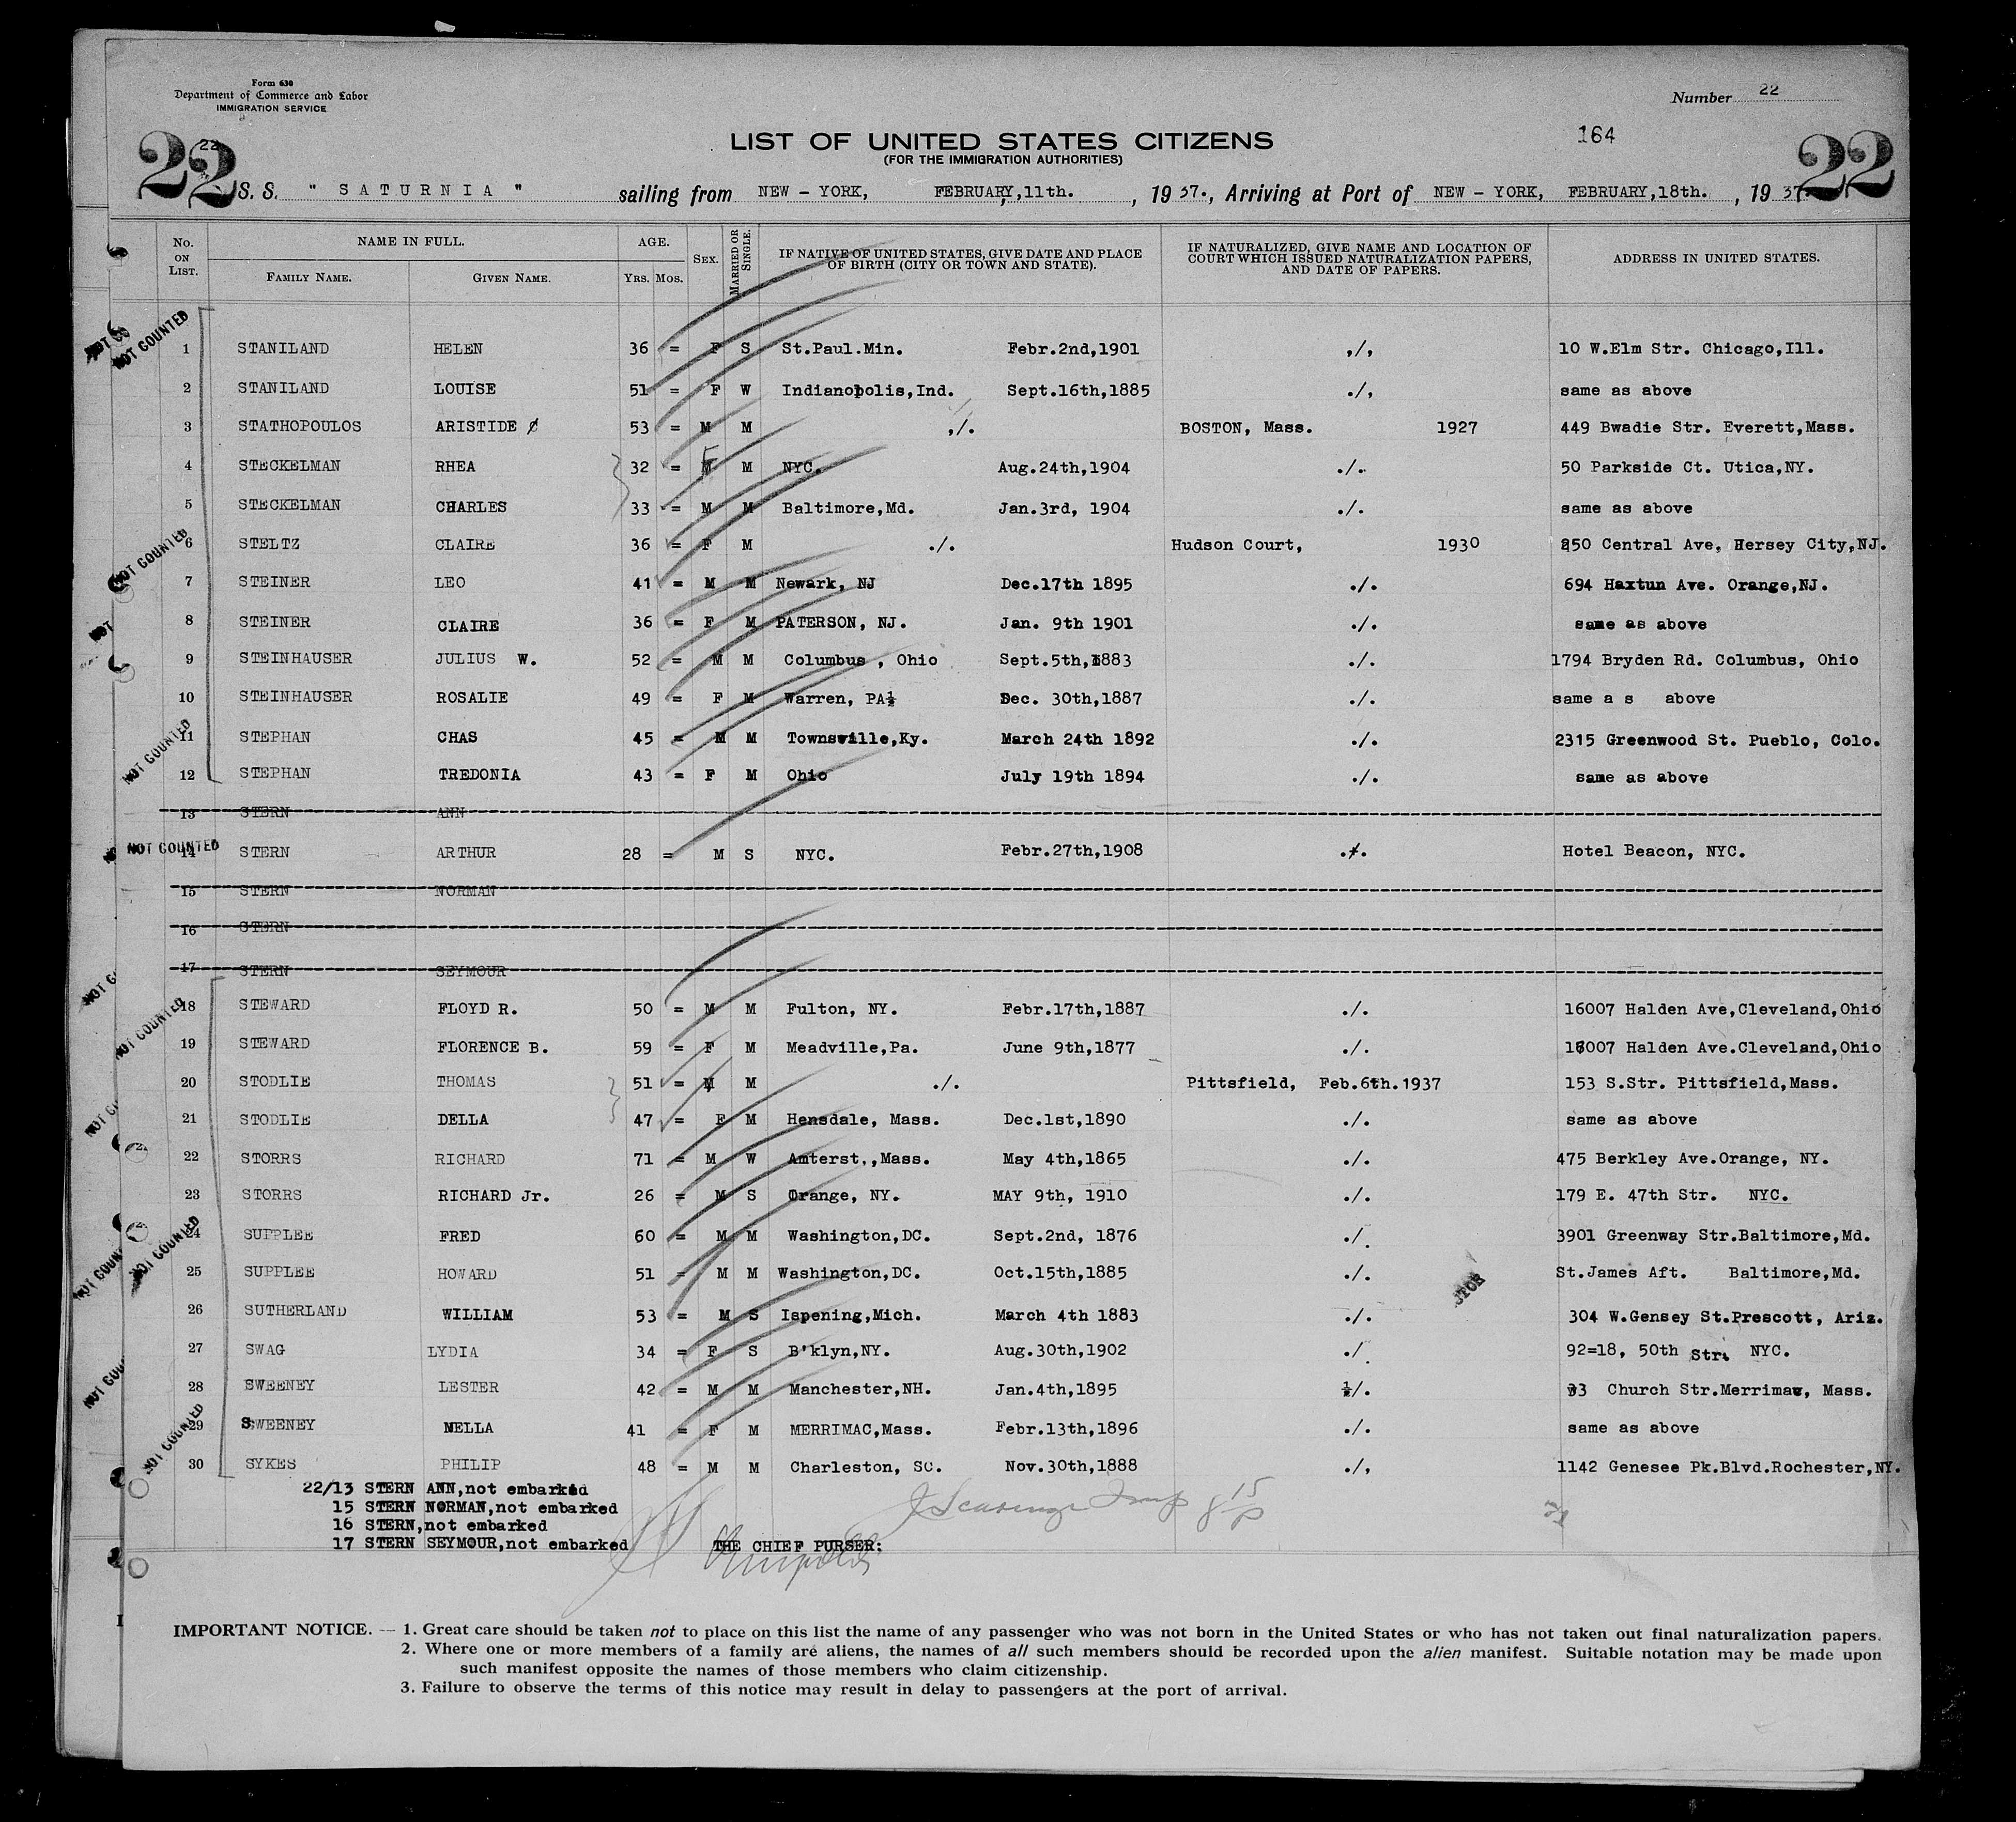 Form 630
Department of Commerce and Labor
IMMIGRATION SERVICE
Number 22
164
22 22 22
LIST OF UNITED STATES CITIZENS
(FOR THE IMMIGRATION AUTHORITIES)
S. S. " SATURNIA " sailing from NEW - YORK, FEBRUARY,11th. , 19 37., Arriving at Port of NEW - YORK, FEBRUARY,18th. , 19 37.
No. ON LIST. NAME IN FULL. FAMILY NAME. GIVEN NAME. AGE. YRS. MOS. SEX. MARRIED OR SINGLE. IF NATIVE OF UNITED STATES, GIVE DATE AND PLACE OF BIRTH (CITY OR TOWN AND STATE). IF NATURALIZED, GIVE NAME AND LOCATION OF COURT WHICH ISSUED NATURALIZATION PAPERS, AND DATE OF PAPERS. ADDRESS IN UNITED STATES.
NOT COUNTED
1 STANILAND HELEN 36 = F S St.Paul.Min. Febr.2nd,1901 ,/, 10 W.Elm Str. Chicago,Ill.
2 STANILAND LOUISE 51 = F W Indianopolis,Ind. Sept.16th,1885 ./, same as above
3 STATHOPOULOS ARISTIDE 53 = M M ,/. BOSTON, Mass. 1927 449 Bwadie Str. Everett,Mass.
4 STECKELMAN RHEA 32 = F M NYC. Aug.24th,1904 ./. 50 Parkside Ct. Utica,NY.
5 STECKELMAN CHARLES 33 = M M Baltimore,Md. Jan.3rd, 1904 ./. same as above
NOT COUNTED
6 STELTZ CLAIRE 36 = F M ./. Hudson Court, 1930 250 Central Ave, Hersey City,NJ.
7 STEINER LEO 41 = M M Newark, NJ Dec.17th 1895 ./. 694 Haxtun Ave. Orange,NJ.
8 STEINER CLAIRE 36 = F M PATERSON, NJ. Jan. 9th 1901 ./. same as above
9 STEINHAUSER JULIUS W. 52 = M M Columbus , Ohio Sept.5th,1883 ./. 1794 Bryden Rd. Columbus, Ohio
10 STEINHAUSER ROSALIE 49 = F M Warren, PA½ Dec. 30th,1887 ./. same a s above
NOT COUNTED
11 STEPHAN CHAS 45 = M M Townsville,Ky. March 24th 1892 ./. 2315 Greenwood St. Pueblo, Colo.
12 STEPHAN TREDONIA 43 = F M Ohio July 19th 1894 ./. same as above
13 STERN ANN
NOT COUNTED
14 STERN ARTHUR 28 = M S NYC. Febr.27th,1908 ./. Hotel Beacon, NYC.
15 STERN NORMAN
16 STERN
17 STERN SEYMOUR
18 STEWARD FLOYD R. 50 = M M Fulton, NY. Febr.17th,1887 ./. 16007 Halden Ave,Cleveland,Ohio
NOT COUNTED
19 STEWARD FLORENCE B. 59 = F M Meadville,Pa. June 9th,1877 ./. 16007 Halden Ave.Cleveland,Ohio
20 STODLIE THOMAS 51 = M M ./. Pittsfield, Feb.6th.1937 153 S.Str. Pittsfield,Mass.
21 STODLIE DELLA 47 = F M Hensdale, Mass. Dec.1st,1890 ./. same as above
22 STORRS RICHARD 71 = M W Amterst,,Mass. May 4th,1865 ./. 475 Berkley Ave.Orange, NY.
23 STORRS RICHARD Jr. 26 = M S Orange, NY. MAY 9th, 1910 ./. 179 E. 47th Str. NYC.
NOT COUNTED
24 SUPPLEE FRED 60 = M M Washington,DC. Sept.2nd, 1876 ./. 3901 Greenway Str.Baltimore,Md.
25 SUPPLEE HOWARD 51 = M M Washington,DC. Oct.15th,1885 ./. St.James Aft. Baltimore,Md.
26 SUTHERLAND WILLIAM 53 = M S Ispening,Mich. March 4th 1883 ./. 304 W.Gensey St.Prescott, Ariz.
27 SWAG LYDIA 34 = F S B'klyn,NY. Aug.30th,1902 ./. 92=18, 50th Str. NYC.
28 SWEENEY LESTER 42 = M M Manchester,NH. Jan.4th,1895 ½/. 33 Church Str.Merrimac, Mass.
NOT COUNTED
29 SWEENEY NELLA 41 = F M MERRIMAC,Mass. Febr.13th,1896 ./. same as above
30 SYKES PHILIP 48 = M M Charleston, SC. Nov.30th,1888 ./, 1142 Genesee Pk.Blvd.Rochester,NY.
22/13 STERN ANN,not embarked
15 STERN NORMAN,not embarked
16 STERN,not embarked
17 STERN SEYMOUR,not embarked
THE CHIEF PURSER:
IMPORTANT NOTICE. — 1. Great care should be taken not to place on this list the name of any passenger who was not born in the United States or who has not taken out final naturalization papers.
2. Where one or more members of a family are aliens, the names of all such members should be recorded upon the alien manifest. Suitable notation may be made upon
such manifest opposite the names of those members who claim citizenship.
3. Failure to observe the terms of this notice may result in delay to passengers at the port of arrival.